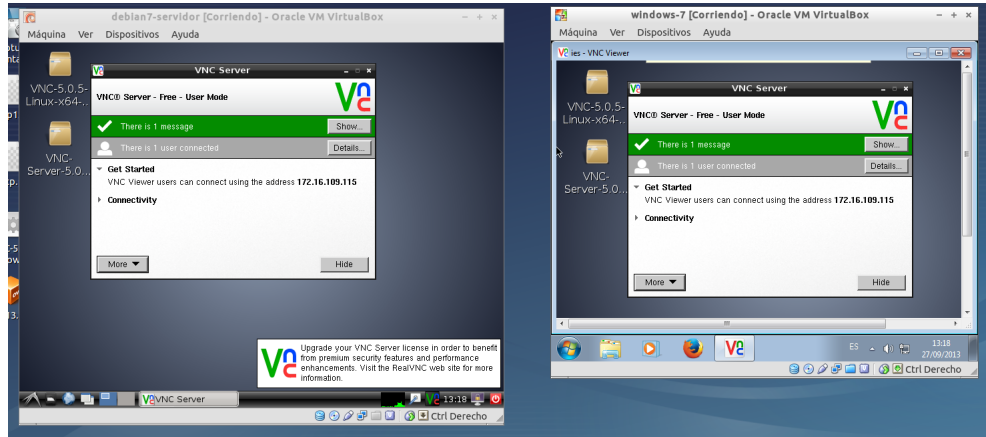 debian7-servidor [Corriendo] - Oracle VM VirtualBox
Máquina Ver Dispositivos Ayuda
VNC-5.0.5-
Linux-x64-..
VNC-
Server-5.0...
VNC Server
VNC® Server - Free - User Mode
There is 1 message
Show...
There is 1 user connected
Details...
Get Started
VNC Viewer users can connect using the address 172.16.109.115
Connectivity
More
Hide
Upgrade your VNC Server license in order to benefit
from premium security features and performance
enhancements. Visit the RealVNC web site for more
information.
VNC Server
13:18
Ctrl Derecho
windows-7 [Corriendo] - Oracle VM VirtualBox
Máquina Ver Dispositivos Ayuda
ies - VNC Viewer
VNC-5.0.5-
Linux-x64-..
VNC-
Server-5.0...
VNC Server
VNC® Server - Free - User Mode
There is 1 message
Show...
There is 1 user connected
Details...
Get Started
VNC Viewer users can connect using the address 172.16.109.115
Connectivity
More
Hide
ES
13:18
27/09/2013
Ctrl Derecho